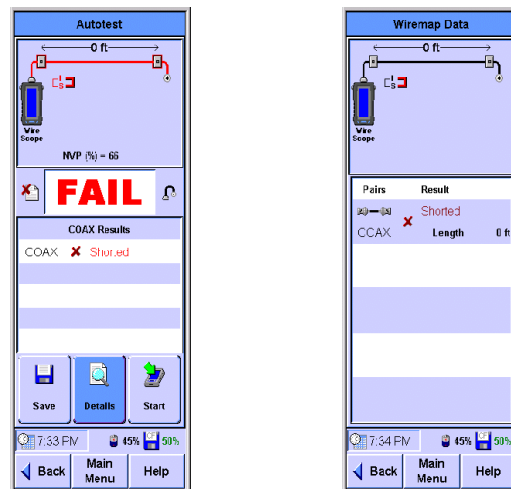 Autotest
0 ft
Wire
Scope
NVP (%) = 66
FAIL
COAX Results
COAX Shorted
Save
Details
Start
7:33 PM
45%
50%
Back
Main
Menu
Help
Wiremap Data
0 ft
Wire
Scope
Pairs
Result
Shorted
COAX
Length
0 ft
7:34 PM
45%
50%
Back
Main
Menu
Help